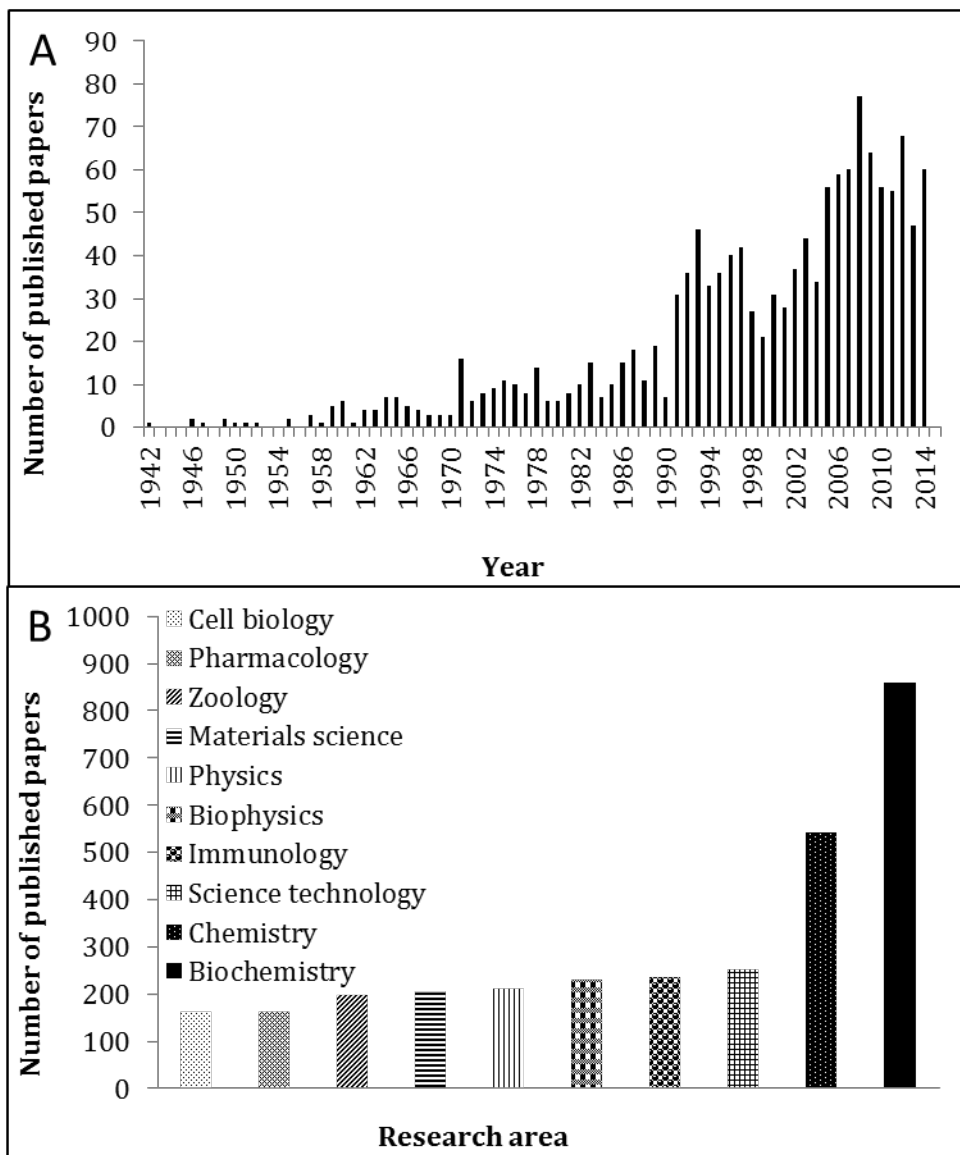 A
Number of published papers
90
80
70
60
50
40
30
20
10
0
1942
1946
1950
1954
1958
1962
1966
1970
1974
1978
1982
1986
1990
1994
1998
2002
2006
2010
2014
Year
B
Number of published papers
1000
900
800
700
600
500
400
300
200
100
0
Cell biology
Pharmacology
Zoology
Materials science
Physics
Biophysics
Immunology
Science technology
Chemistry
Biochemistry
Research area